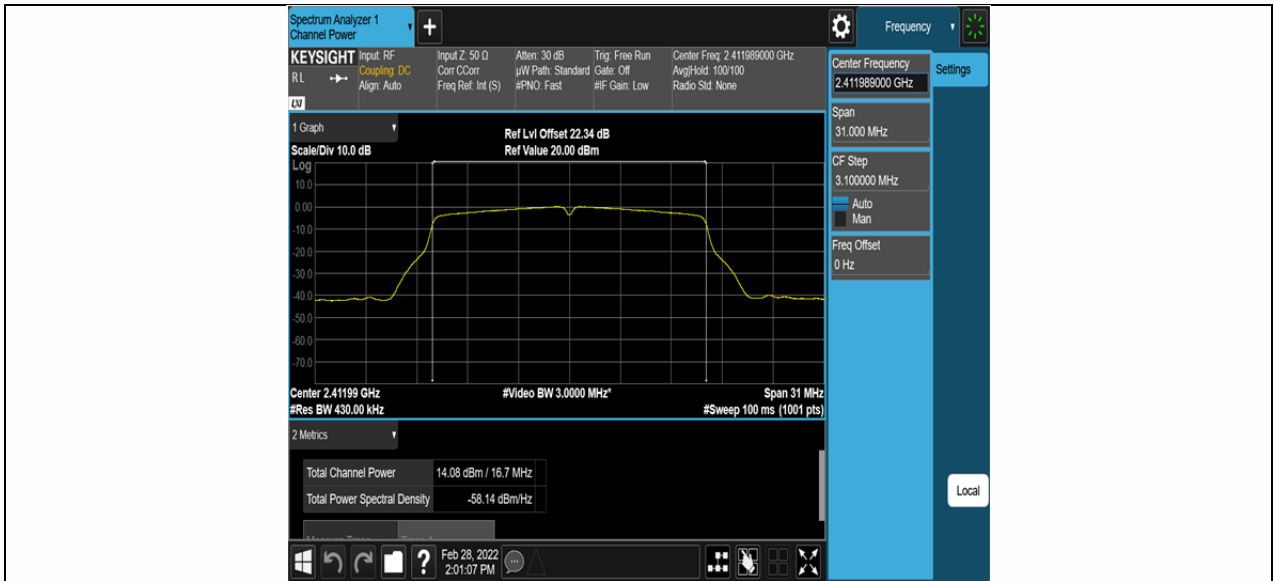 Spectrum Analyzer 1
Channel Power
+
Frequency
KEYSIGHT
RL
LXI
Input: RF
Coupling: DC
Align: Auto
Input Z: 50 Ω
Corr CCorr
Freq Ref: Int (S)
Atten: 30 dB
µW Path: Standard
#PNO: Fast
Trig: Free Run
Gate: Off
#IF Gain: Low
Center Freq: 2.411989000 GHz
Avg|Hold: 100/100
Radio Std: None
Center Frequency
2.411989000 GHz
Settings
Span
31.000 MHz
CF Step
3.100000 MHz
Auto
Man
Freq Offset
0 Hz
Local
1 Graph
Scale/Div 10.0 dB
Ref Lvl Offset 22.34 dB
Ref Value 20.00 dBm
Log
10.0
0.00
-10.0
-20.0
-30.0
-40.0
-50.0
-60.0
-70.0
Center 2.41199 GHz
#Video BW 3.0000 MHz*
Span 31 MHz
#Res BW 430.00 kHz
#Sweep 100 ms (1001 pts)
2 Metrics
Total Channel Power 14.08 dBm / 16.7 MHz
Total Power Spectral Density -58.14 dBm/Hz
?
Feb 28, 2022
2:01:07 PM